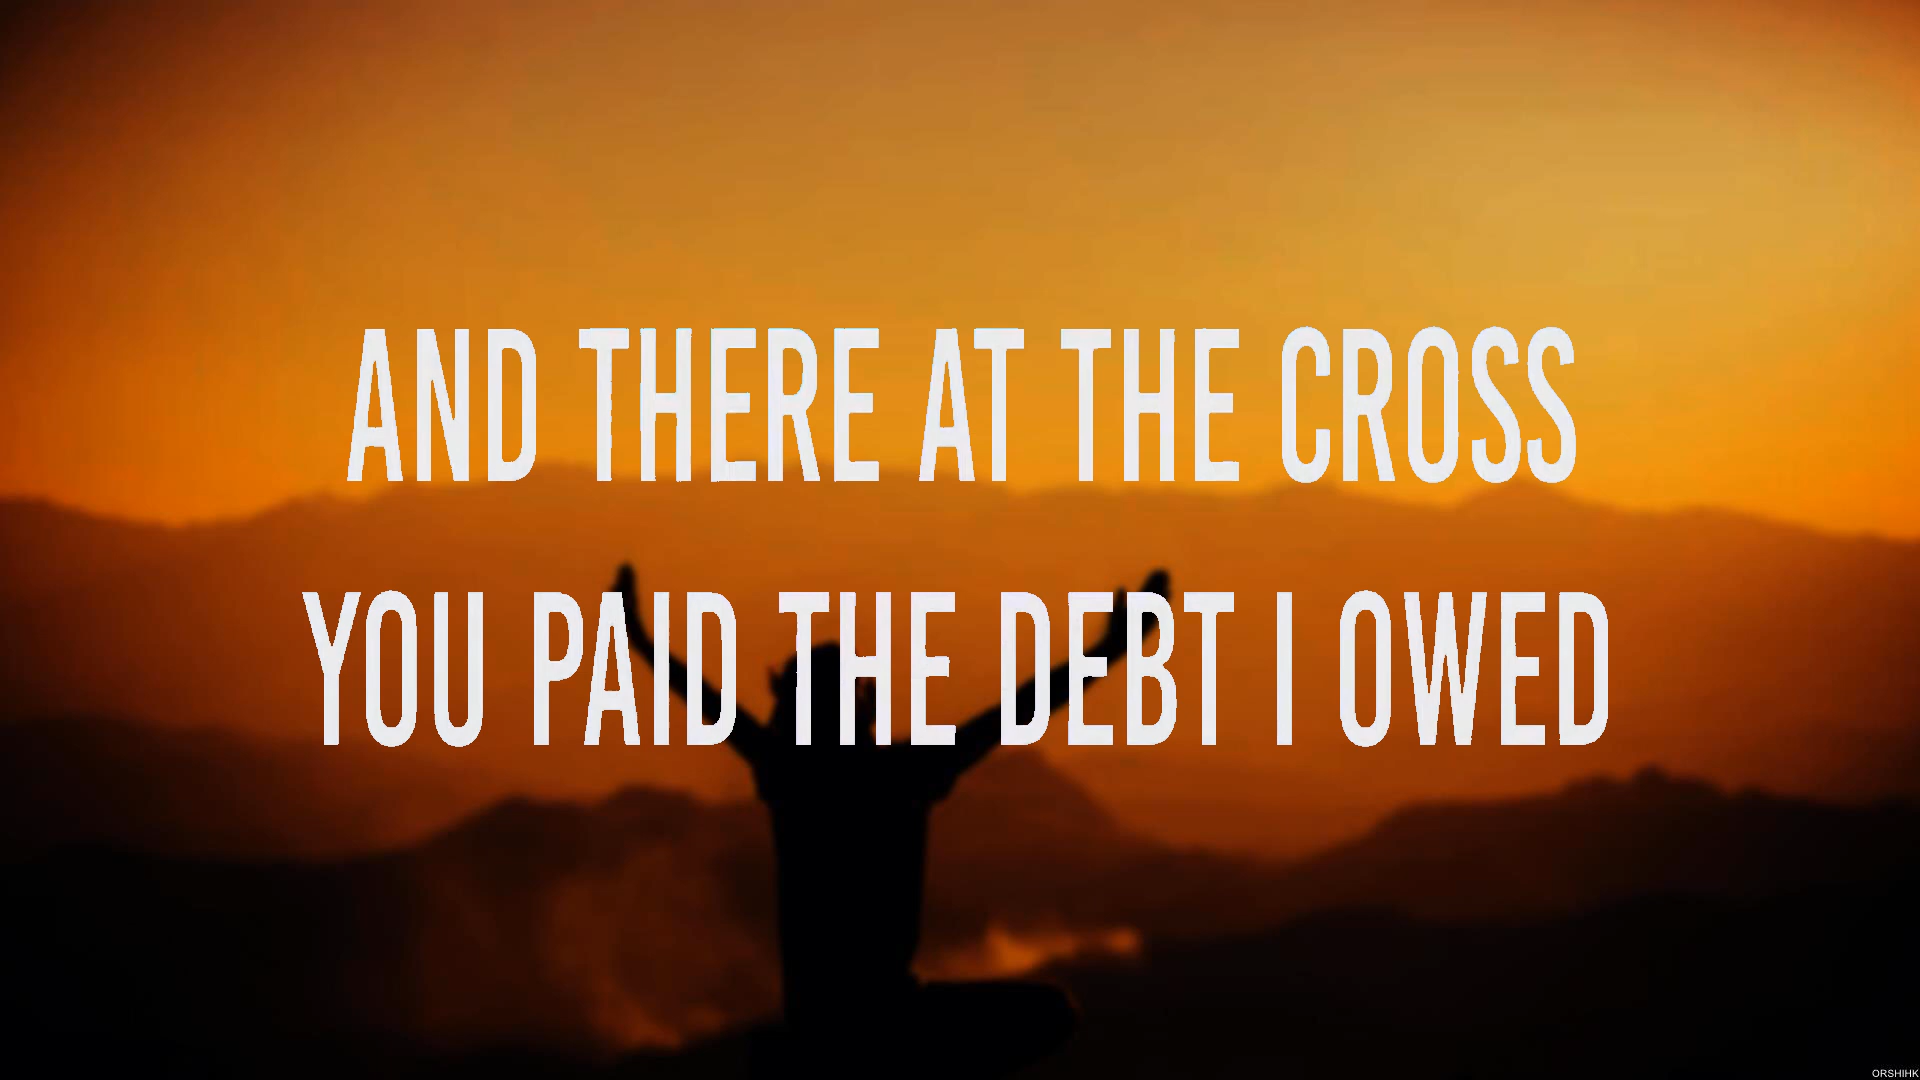 AND THERE AT THE CROSS
YOU PAID THE DEBT I OWED
ORSHIHK